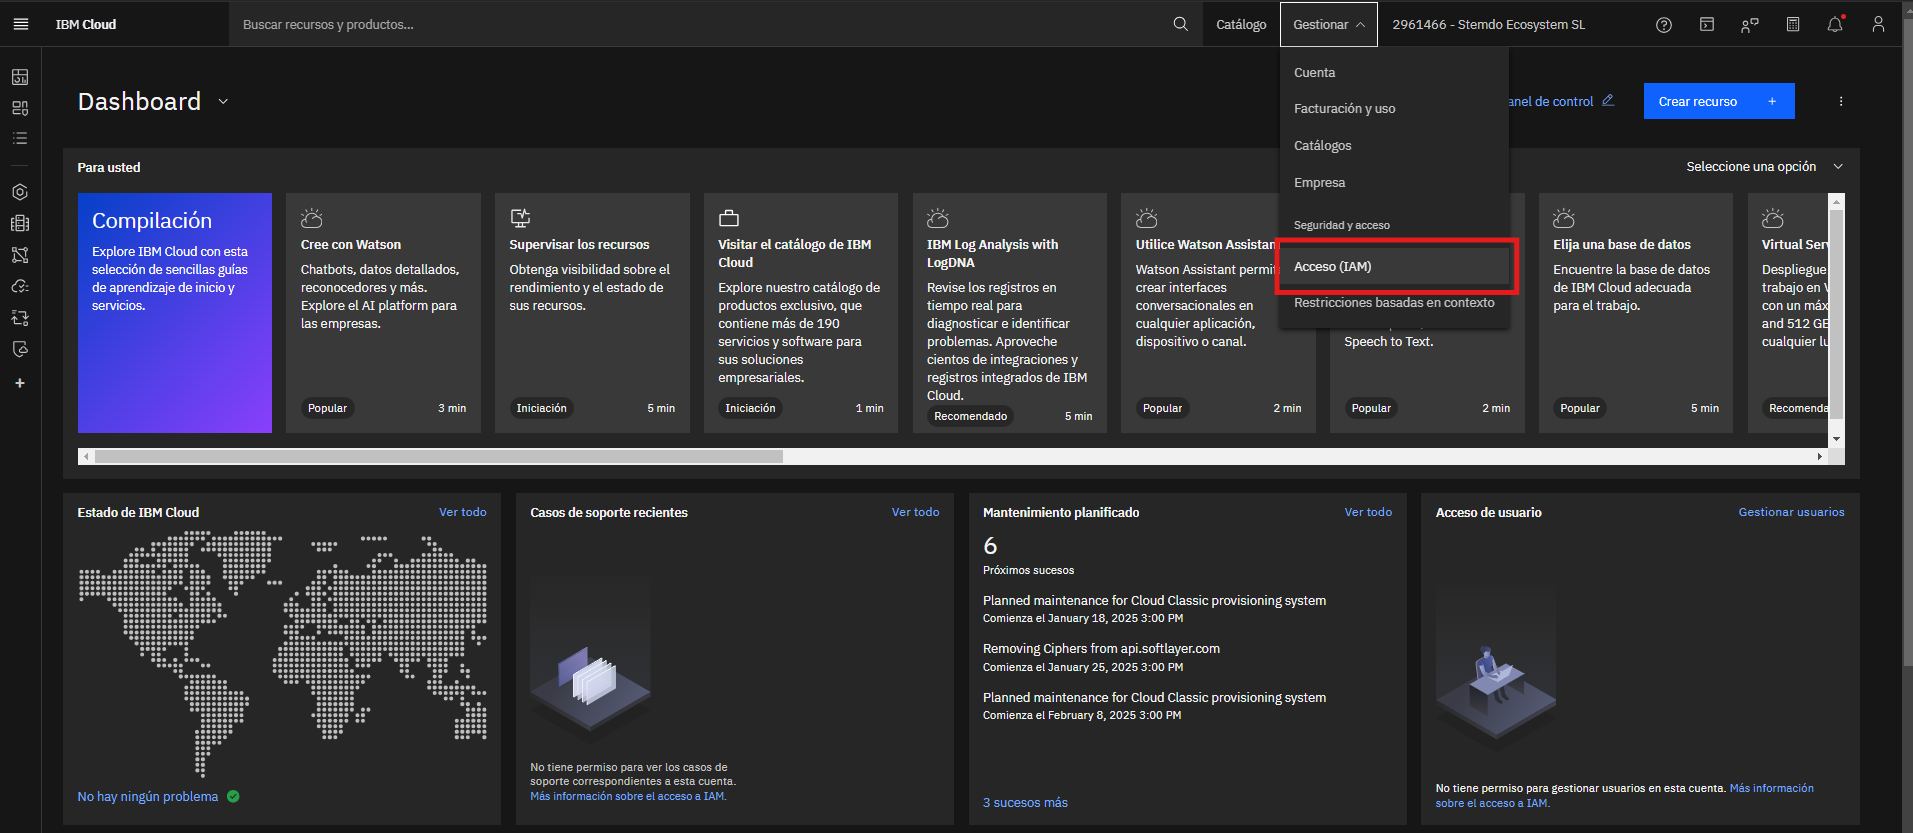 IBM Cloud
Buscar recursos y productos...
Catálogo
Gestionar
2961466 - Stemdo Ecosystem SL
Cuenta
Facturación y uso
Catálogos
Empresa
Seguridad y acceso
Acceso (IAM)
Restricciones basadas en contexto
Dashboard
anel de control
Crear recurso +
Para usted
Seleccione una opción
Compilación
Explore IBM Cloud con esta
selección de sencillas guías
de aprendizaje de inicio y
servicios.
Cree con Watson
Chatbots, datos detallados,
reconocedores y más.
Explore el AI platform para
las empresas.
Popular
3 min
Supervisar los recursos
Obtenga visibilidad sobre el
rendimiento y el estado de
sus recursos.
Iniciación
5 min
Visitar el catálogo de IBM
Cloud
Explore nuestro catálogo de
productos exclusivo, que
contiene más de 190
servicios y software para
sus soluciones
empresariales.
Iniciación
1 min
IBM Log Analysis with
LogDNA
Revise los registros en
tiempo real para
diagnosticar e identificar
problemas. Aproveche
cientos de integraciones y
registros integrados de IBM
Cloud.
Recomendado
5 min
Utilice Watson Assistan
Watson Assistant permi
crear interfaces
conversacionales en
cualquier aplicación,
dispositivo o canal.
Popular
2 min
Speech to Text.
Popular
2 min
Elija una base de datos
Encuentre la base de datos
de IBM Cloud adecuada
para el trabajo.
Popular
5 min
Virtual Ser
Despliegue
trabajo en V
con un máx
and 512 GE
cualquier lu
Recomenda
Estado de IBM Cloud
Ver todo
No hay ningún problema
Casos de soporte recientes
Ver todo
No tiene permiso para ver los casos de
soporte correspondientes a esta cuenta.
Más información sobre el acceso a IAM.
Mantenimiento planificado
Ver todo
6
Próximos sucesos
Planned maintenance for Cloud Classic provisioning system
Comienza el January 18, 2025 3:00 PM
Removing Ciphers from api.softlayer.com
Comienza el January 25, 2025 3:00 PM
Planned maintenance for Cloud Classic provisioning system
Comienza el February 8, 2025 3:00 PM
3 sucesos más
Acceso de usuario
Gestionar usuarios
No tiene permiso para gestionar usuarios en esta cuenta. Más información
sobre el acceso a IAM.